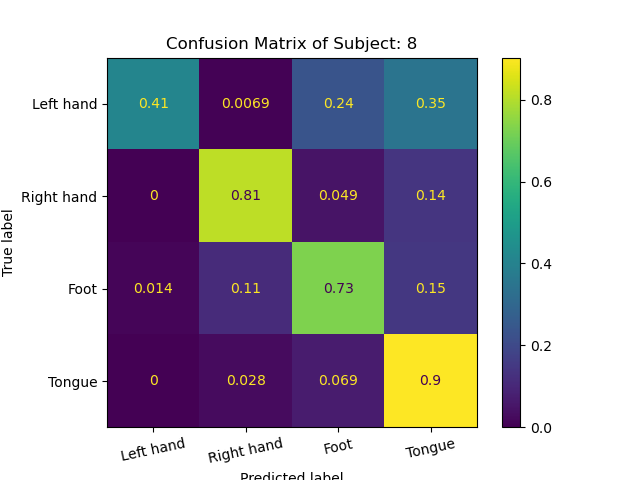 Confusion Matrix of Subject: 8
True label
Left hand 0.41 0.0069 0.24 0.35
Right hand 0 0.81 0.049 0.14
Foot 0.014 0.11 0.73 0.15
Tongue 0 0.028 0.069 0.9
Left hand Right hand Foot Tongue
Predicted label
0.8
0.6
0.4
0.2
0.0